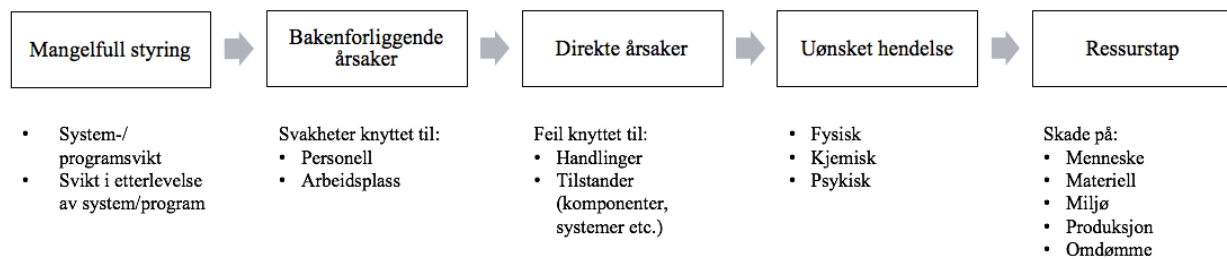 Mangelfull styring
Bakenforliggende
årsaker
Direkte årsaker
Uønsket hendelse
Ressurstap
• System-/
programsvikt
• Svikt i etterlevelse
av system/program
Svakheter knyttet til:
• Personell
• Arbeidsplass
Feil knyttet til:
• Handlinger
• Tilstander
(komponenter,
systemer etc.)
• Fysisk
• Kjemisk
• Psykisk
Skade på:
• Menneske
• Materiell
• Miljø
• Produksjon
• Omdømme